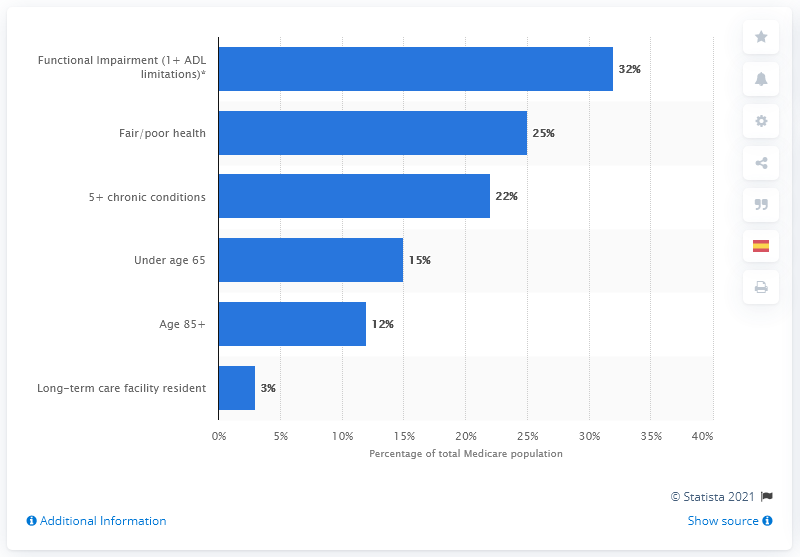 Functional Impairment (1+ ADL
limitations)*
32%
Fair/poor health
25%
5+ chronic conditions
22%
Under age 65
15%
Age 85+
12%
Long-term care facility resident
3%
0% 5% 10% 15% 20% 25% 30% 35% 40%
Percentage of total Medicare population
© Statista 2021
Additional Information
Show source